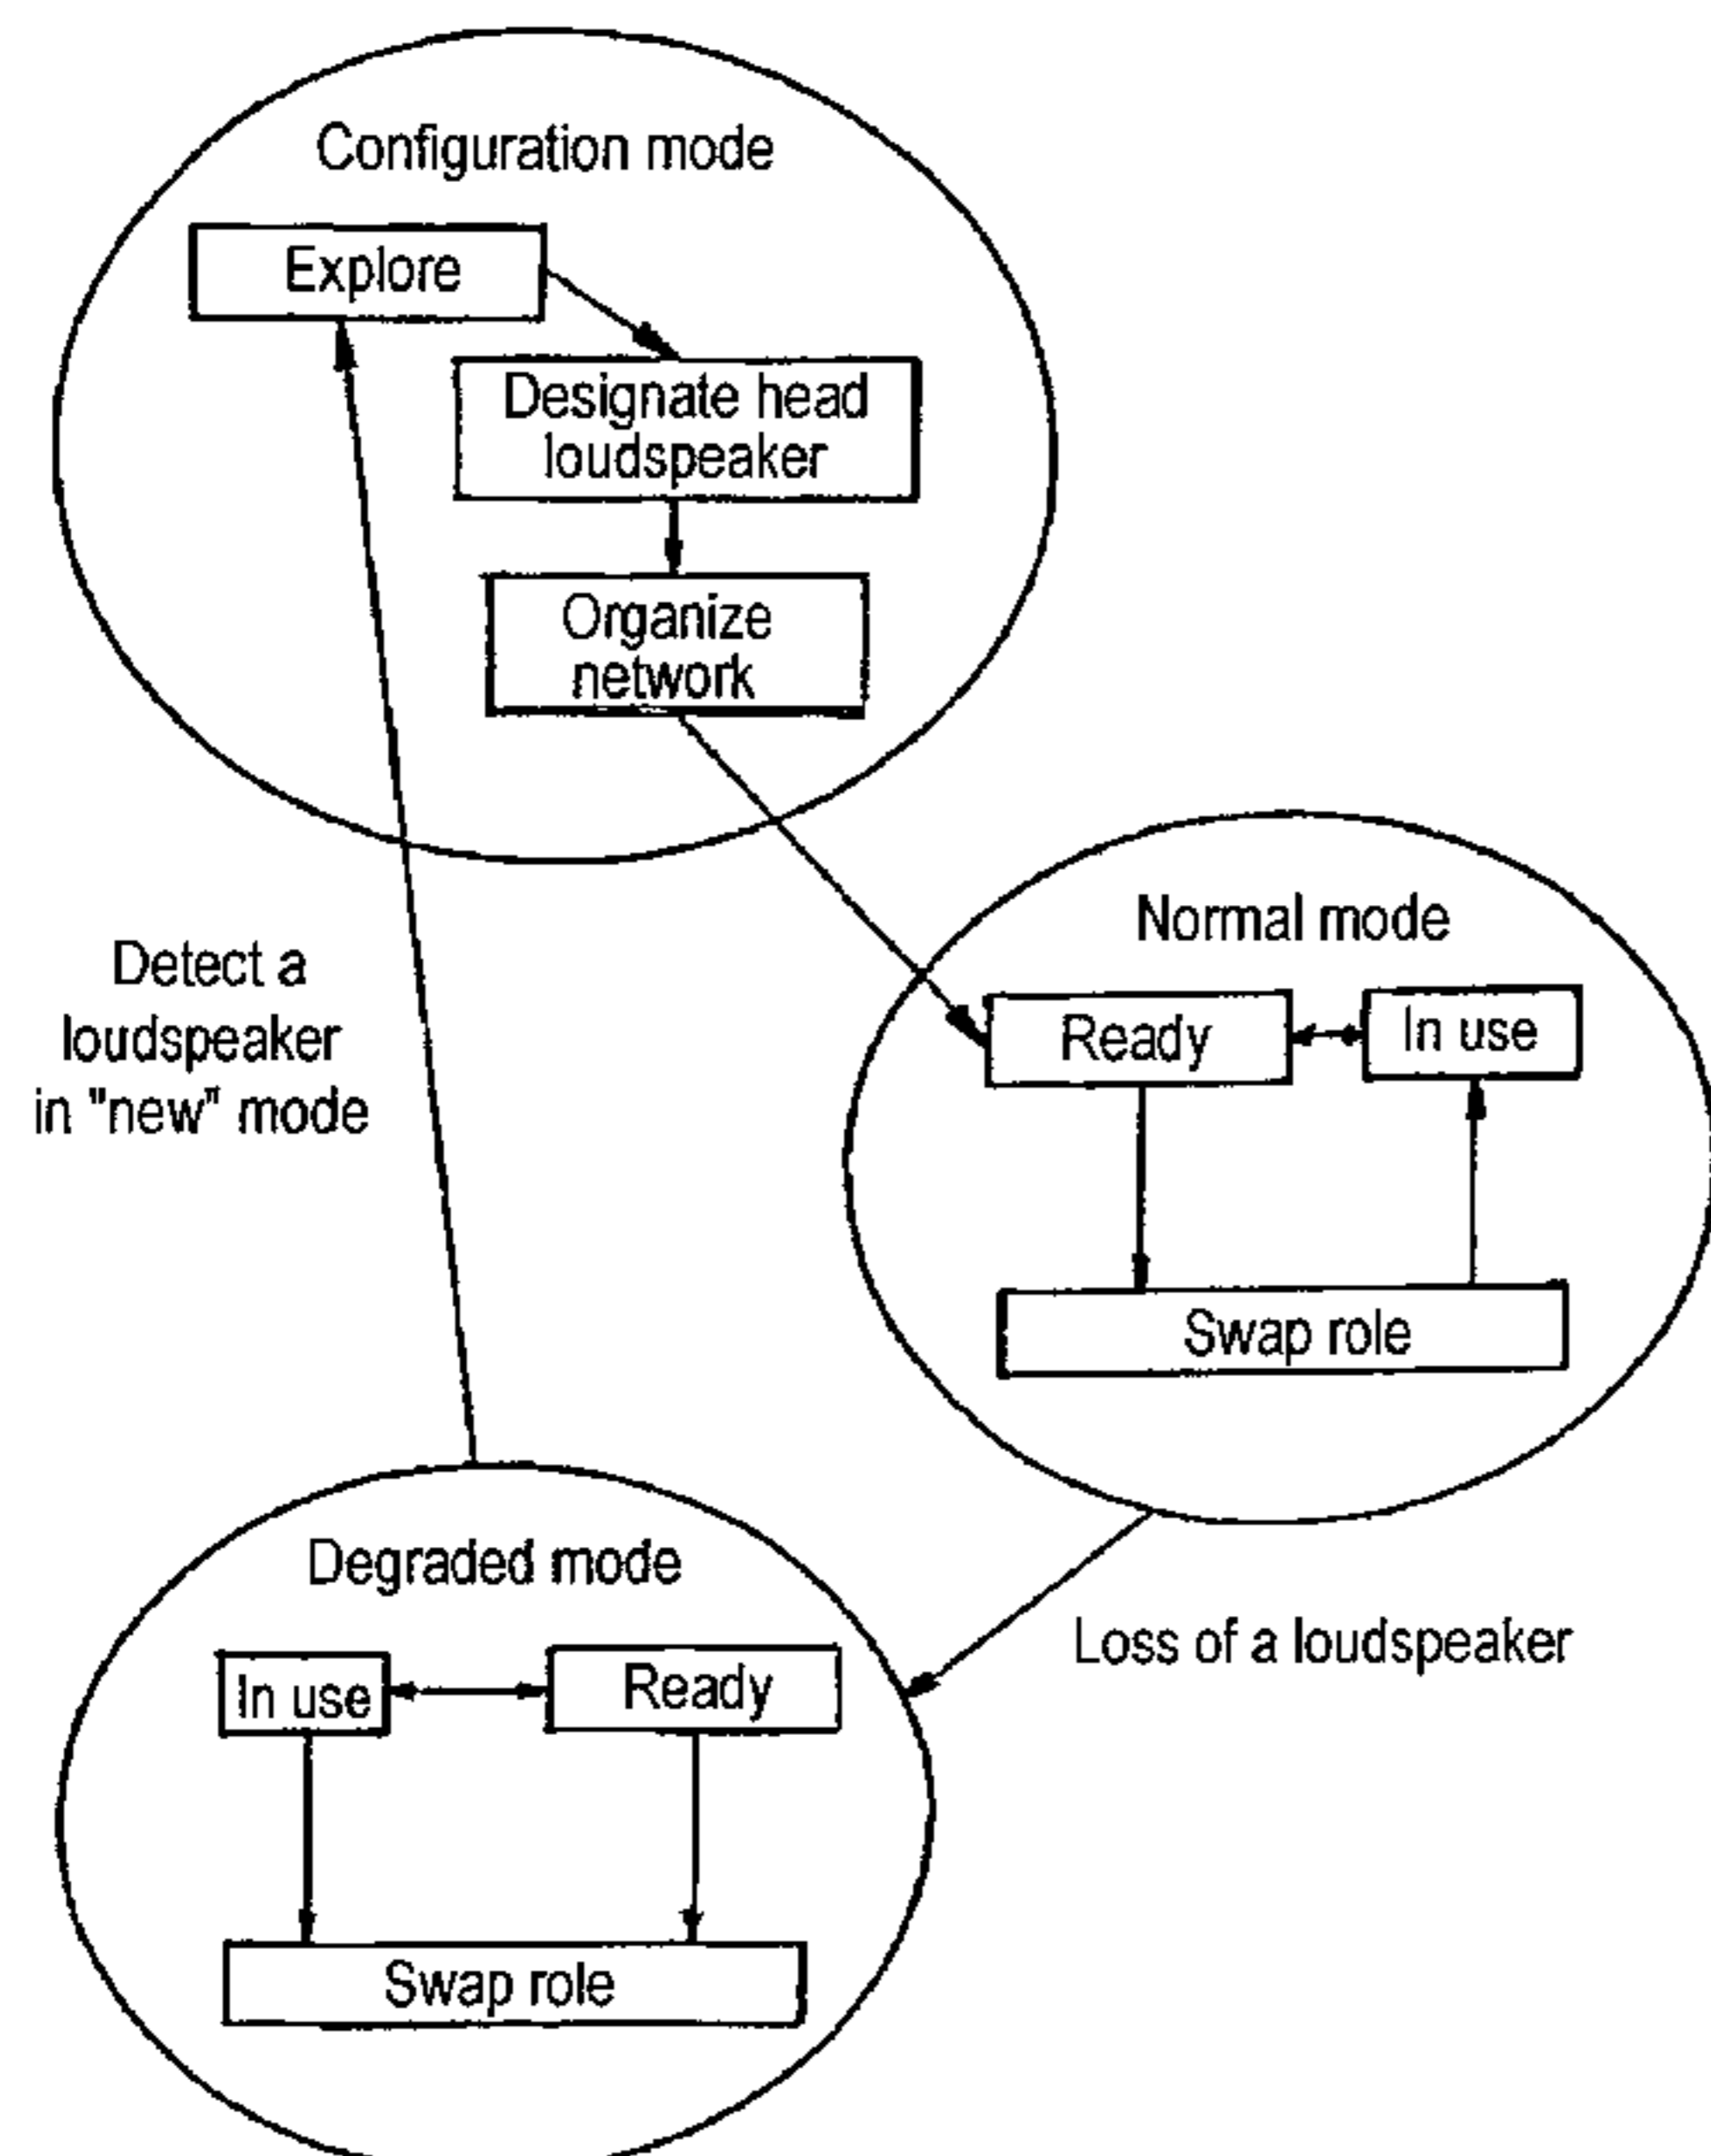 Configuration mode
Explore
Designate head
loudspeaker
Organize
network
Detect a
loudspeaker
in "new" mode
Normal mode
Ready
In use
Swap role
Loss of a loudspeaker
Degraded mode
In use
Ready
Swap role